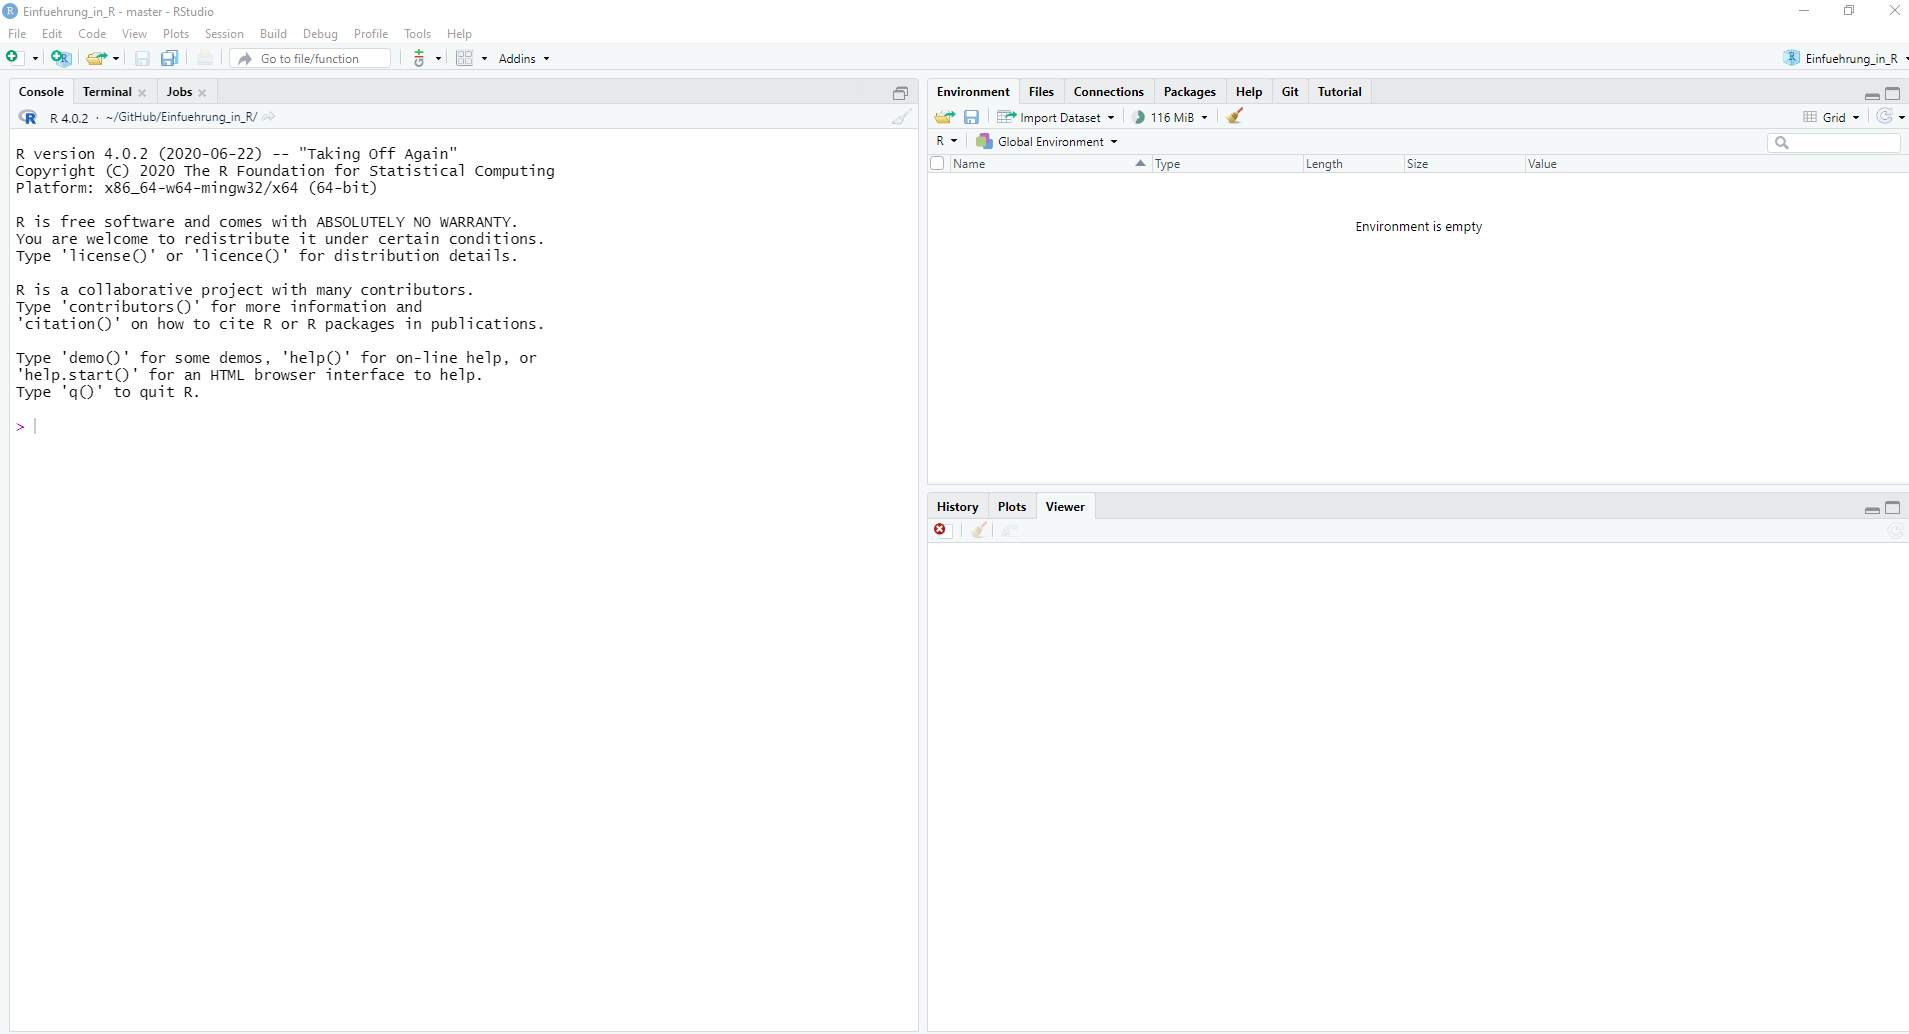 Einfuehrung_in_R - master - RStudio
File Edit Code View Plots Session Build Debug Profile Tools Help
Go to file/function Addins Einfuehrung_in_R
Console Terminal Jobs
R 4.0.2 · ~/GitHub/Einfuehrung_in_R/
R version 4.0.2 (2020-06-22) -- "Taking Off Again"
Copyright (C) 2020 The R Foundation for Statistical Computing
Platform: x86_64-w64-mingw32/x64 (64-bit)
R is free software and comes with ABSOLUTELY NO WARRANTY.
You are welcome to redistribute it under certain conditions.
Type 'license()' or 'licence()' for distribution details.
R is a collaborative project with many contributors.
Type 'contributors()' for more information and
'citation()' on how to cite R or R packages in publications.
Type 'demo()' for some demos, 'help()' for on-line help, or
'help.start()' for an HTML browser interface to help.
Type 'q()' to quit R.
>
Environment Files Connections Packages Help Git Tutorial
Import Dataset 116 MiB Grid
R Global Environment
Name Type Length Size Value
Environment is empty
History Plots Viewer